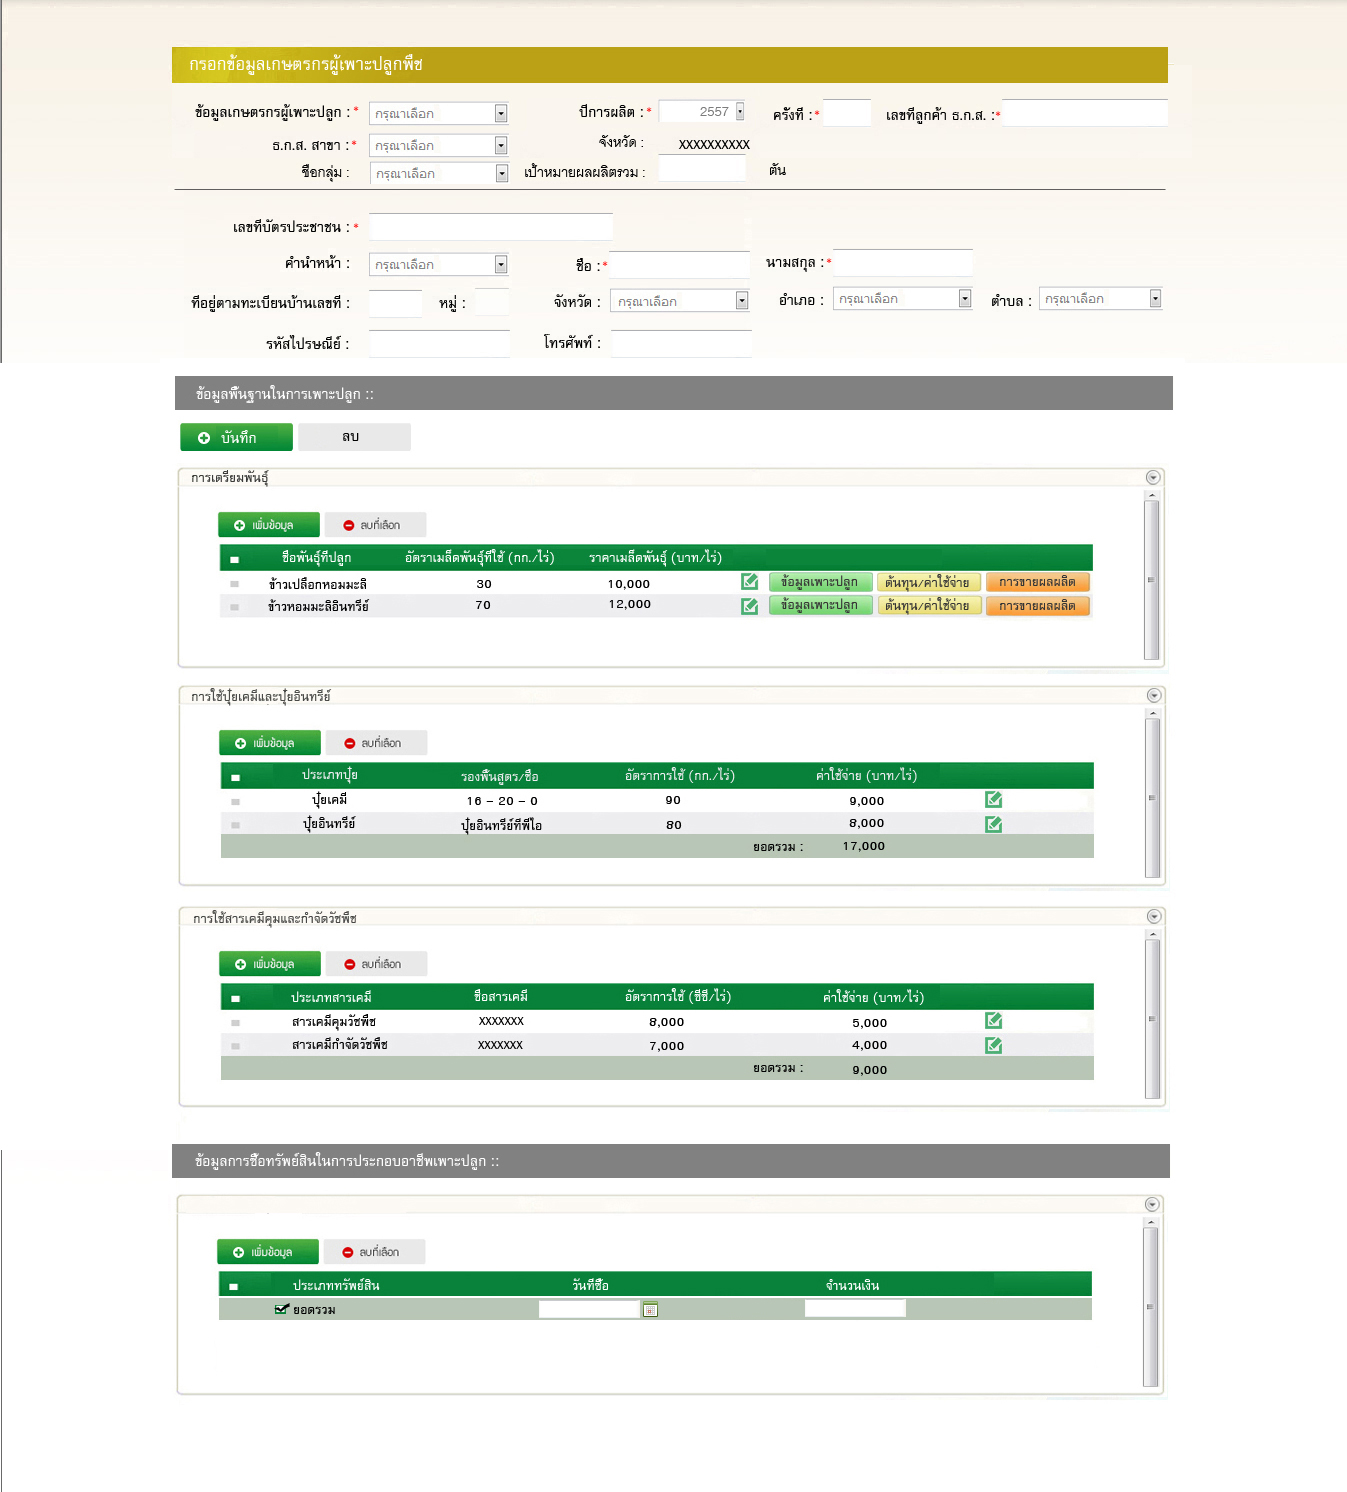 กรอกข้อมูลเกษตรกรผู้เพาะปลูกพืช
ข้อมูลเกษตรกรผู้เพาะปลูก :* กรุณาเลือก ปีการผลิต :* 2557 ครั้งที่ :* เลขที่ลูกค้า ธ.ก.ส. :*
ธ.ก.ส. สาขา :* กรุณาเลือก จังหวัด : XXXXXXXXXX
ชื่อกลุ่ม : กรุณาเลือก เป้าหมายผลผลิตรวม : ตัน
เลขที่บัตรประชาชน :*
คำนำหน้า : กรุณาเลือก ชื่อ :* นามสกุล :*
ที่อยู่ตามทะเบียนบ้านเลขที่ : หมู่ : จังหวัด : กรุณาเลือก อำเภอ : กรุณาเลือก ตำบล : กรุณาเลือก
รหัสไปรษณีย์ : โทรศัพท์ :
ข้อมูลพื้นฐานในการเพาะปลูก ::
บันทึก ลบ
การเตรียมพันธุ์
เพิ่มข้อมูล ลบที่เลือก
ชื่อพันธุ์ที่ปลูก อัตราเมล็ดพันธุ์ที่ใช้ (กก./ไร่) ราคาเมล็ดพันธุ์ (บาท/ไร่)
ข้าวเปลือกหอมมะลิ 30 10,000 ข้อมูลเพาะปลูก ต้นทุน/ค่าใช้จ่าย การขายผลผลิต
ข้าวหอมมะลิอินทรีย์ 70 12,000 ข้อมูลเพาะปลูก ต้นทุน/ค่าใช้จ่าย การขายผลผลิต
การใช้ปุ๋ยเคมีและปุ๋ยอินทรีย์
เพิ่มข้อมูล ลบที่เลือก
ประเภทปุ๋ย รองพื้นสูตร/ชื่อ อัตราการใช้ (กก./ไร่) ค่าใช้จ่าย (บาท/ไร่)
ปุ๋ยเคมี 16 - 20 - 0 90 9,000
ปุ๋ยอินทรีย์ ปุ๋ยอินทรีย์ทีพีไอ 80 8,000
ยอดรวม : 17,000
การใช้สารเคมีคุมและกำจัดวัชพืช
เพิ่มข้อมูล ลบที่เลือก
ประเภทสารเคมี ชื่อสารเคมี อัตราการใช้ (ซีซี/ไร่) ค่าใช้จ่าย (บาท/ไร่)
สารเคมีคุมวัชพืช XXXXXXX 8,000 5,000
สารเคมีกำจัดวัชพืช XXXXXXX 7,000 4,000
ยอดรวม : 9,000
ข้อมูลการซื้อทรัพย์สินในการประกอบอาชีพเพาะปลูก ::
เพิ่มข้อมูล ลบที่เลือก
ประเภททรัพย์สิน วันที่ซื้อ จำนวนเงิน
ยอดรวม